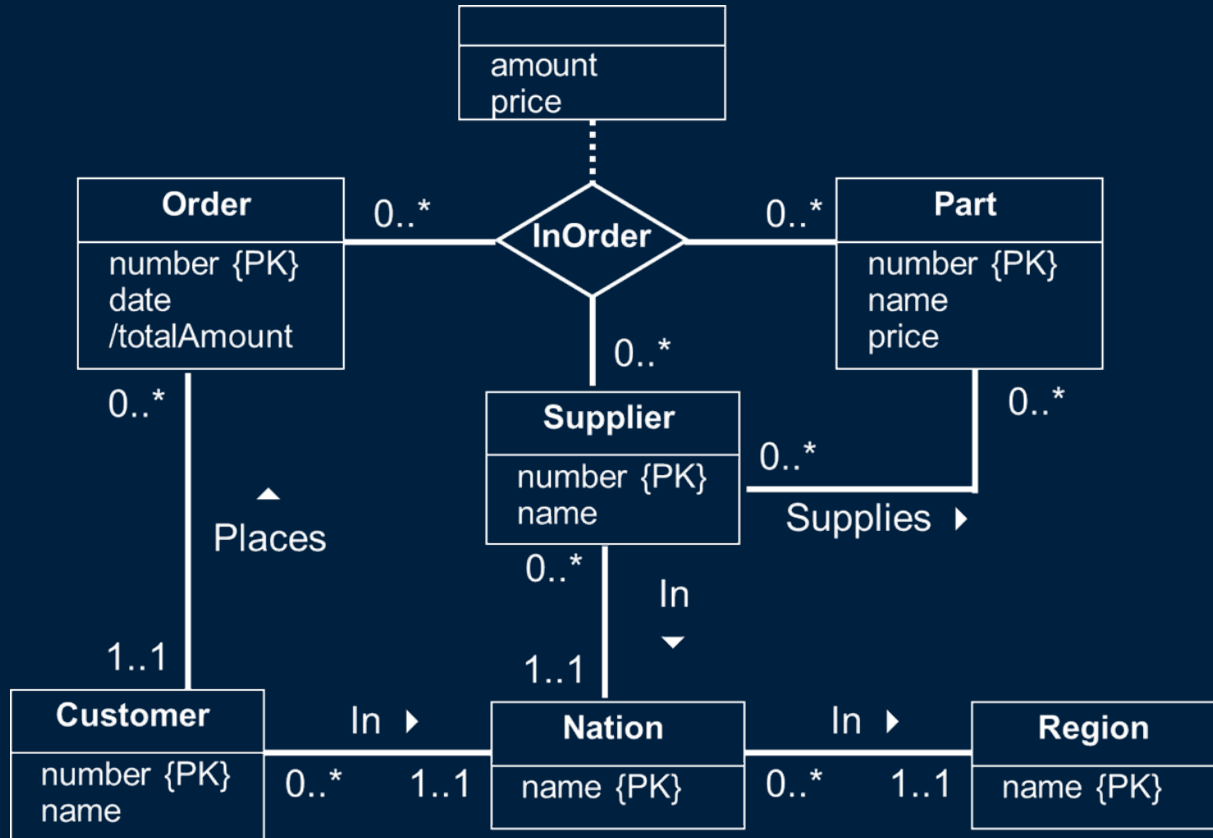 amount
price
Order
0..*
InOrder
0..*
Part
number {PK}
date
/totalAmount
number {PK}
name
price
0..*
0..*
0..*
Supplier
number {PK}
name
0..*
Supplies
Places
0..*
In
1..1
1..1
Customer
number {PK}
name
In
0..*
1..1
Nation
name {PK}
In
0..*
1..1
Region
name {PK}